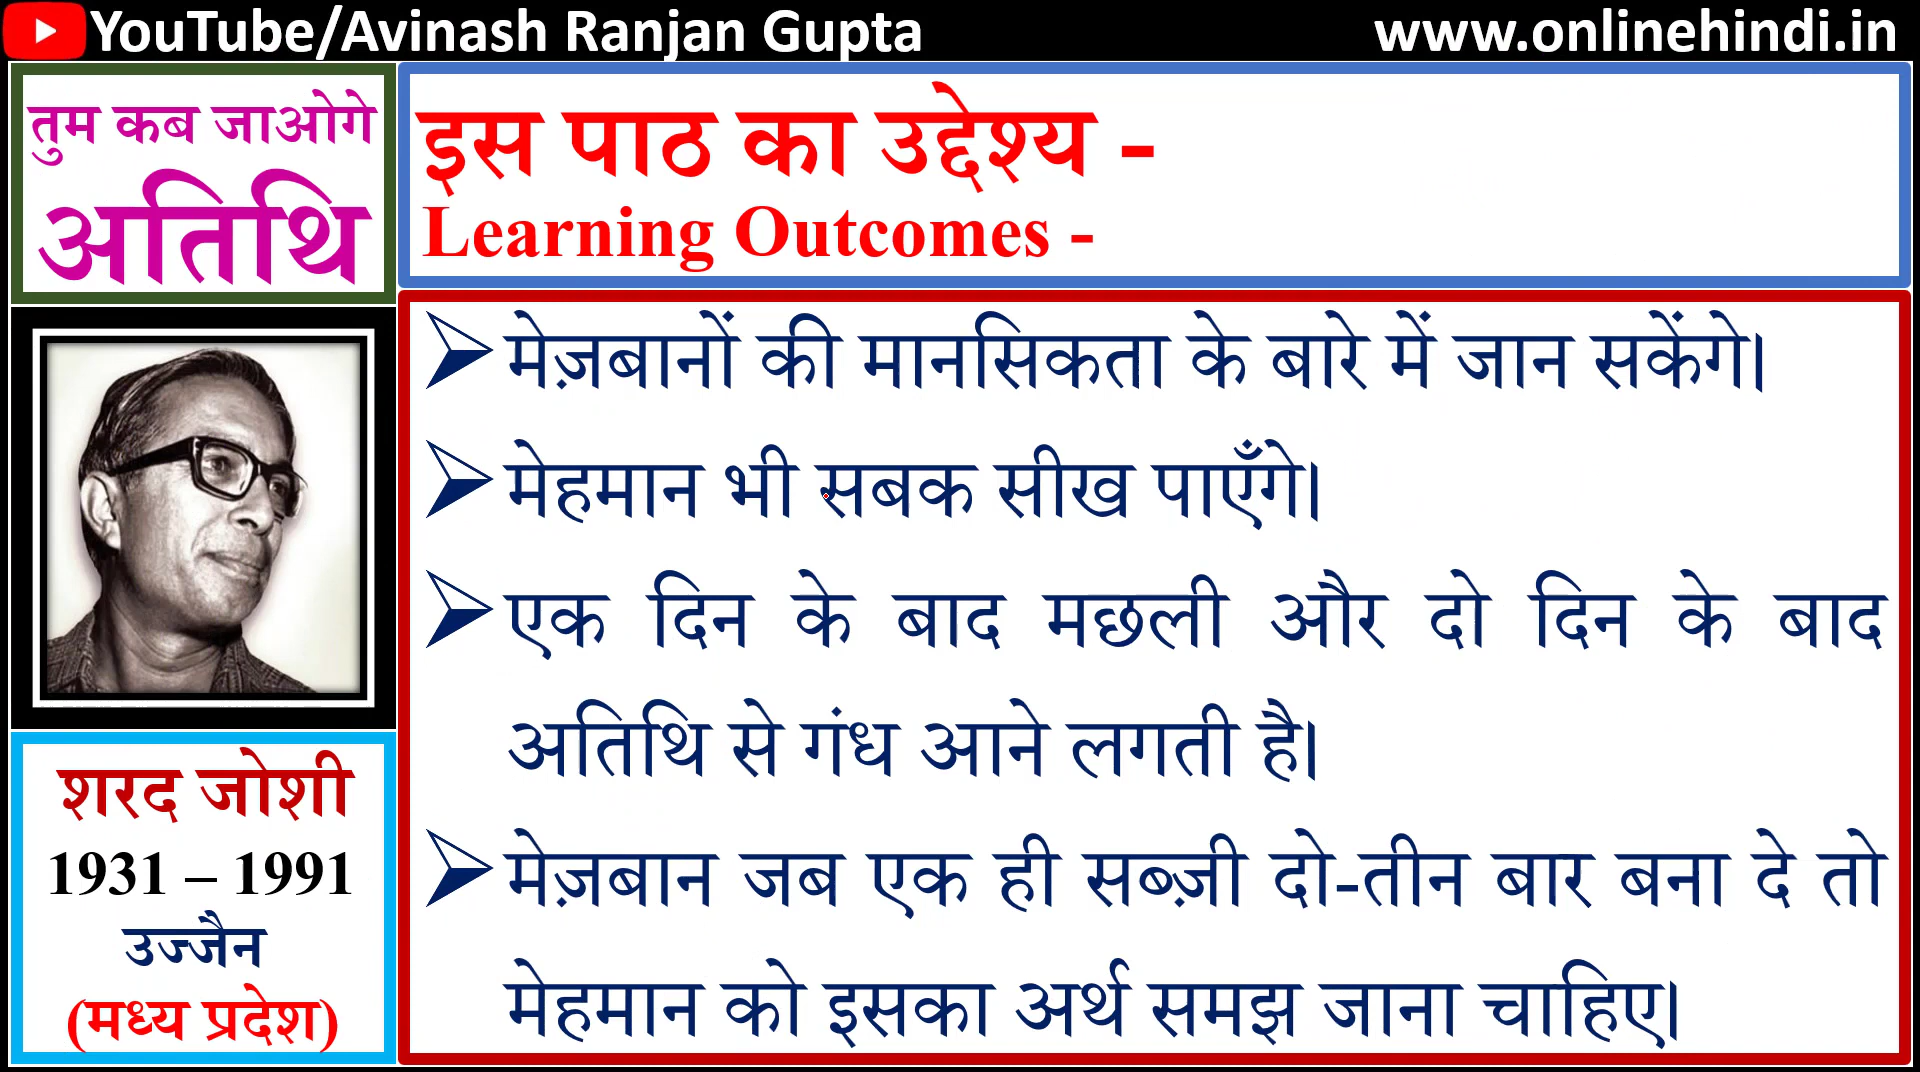 YouTube/Avinash Ranjan Gupta
www.onlinehindi.in
तुम कब जाओगे
अतिथि
इस पाठ का उद्देश्य -
Learning Outcomes -
मेज़बानों की मानसिकता के बारे में जान सकेंगे।
मेहमान भी सबक सीख पाएँगे।
एक दिन के बाद मछली और दो दिन के बाद
अतिथि से गंध आने लगती है।
मेज़बान जब एक ही सब्ज़ी दो-तीन बार बना दे तो
मेहमान को इसका अर्थ समझ जाना चाहिए।
शरद जोशी
1931 – 1991
उज्जैन
(मध्य प्रदेश)